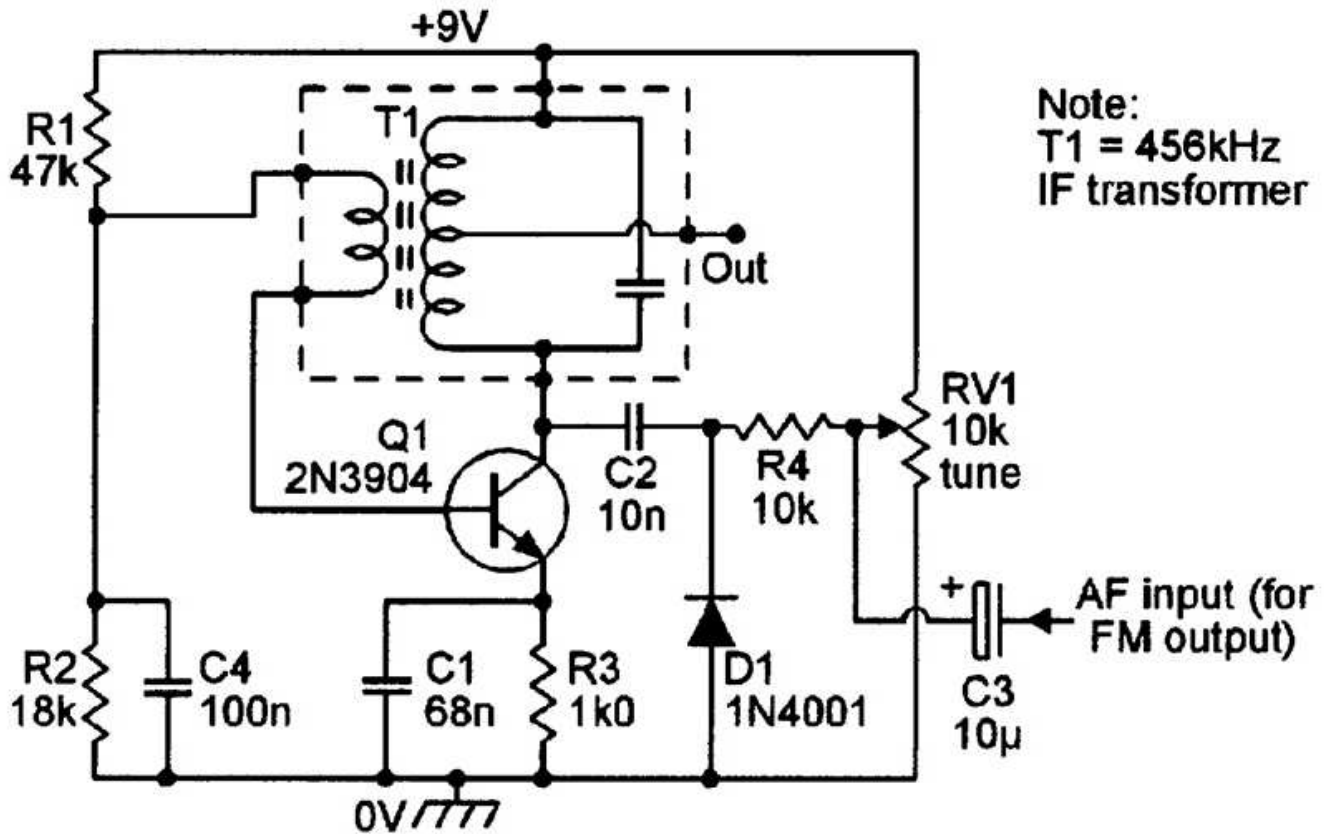 +9V
R1
47k
T1
Note:
T1 = 456kHz
IF transformer
Out
Q1
2N3904
C2
10n
R4
10k
RV1
10k
tune
+
AF input (for
FM output)
R2
18k
C4
100n
C1
68n
R3
1k0
D1
1N4001
C3
10µ
0V